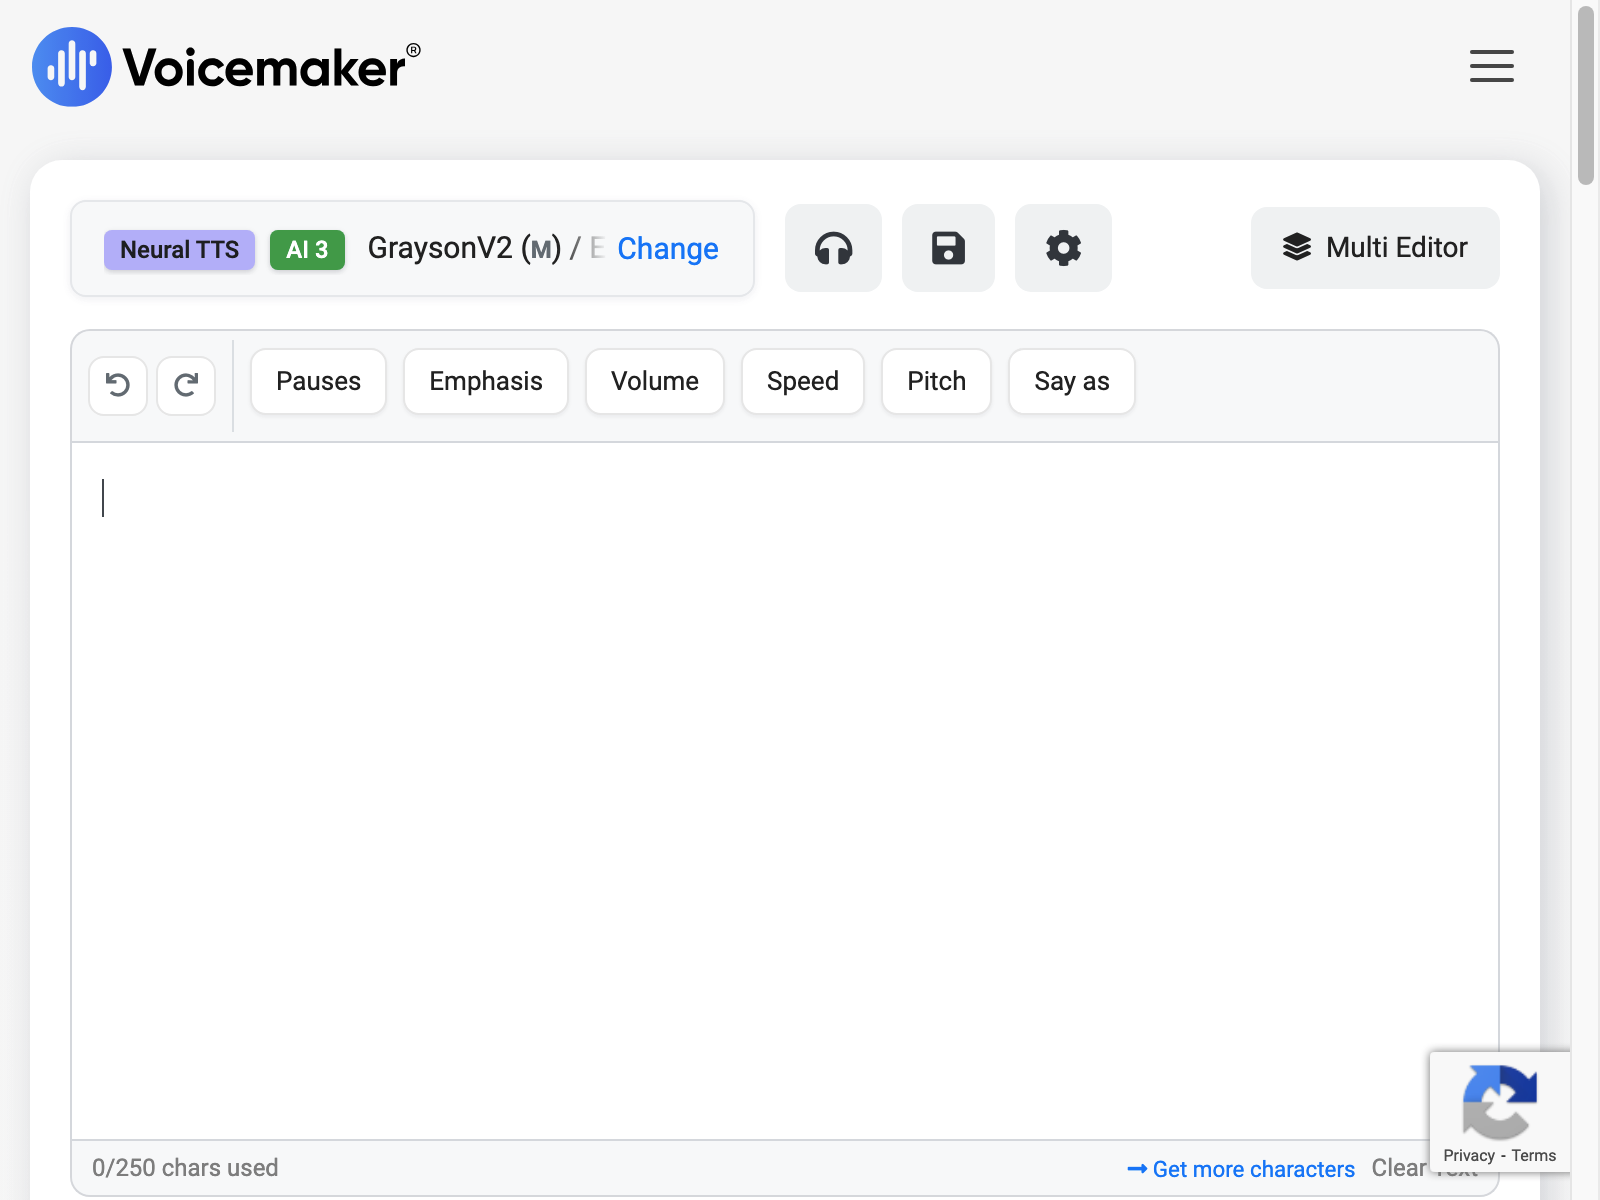 Voicemaker®
Neural TTS AI 3 GraysonV2 (M) / E Change
Multi Editor
Pauses Emphasis Volume Speed Pitch Say as
0/250 chars used
Get more characters Clear
Privacy - Terms